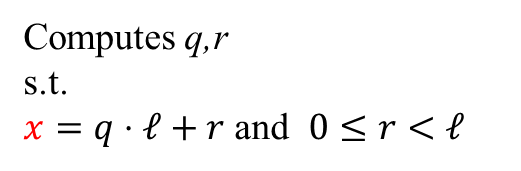 Computes q,r
s.t.
x = q · ℓ + r and 0 ≤ r < ℓ